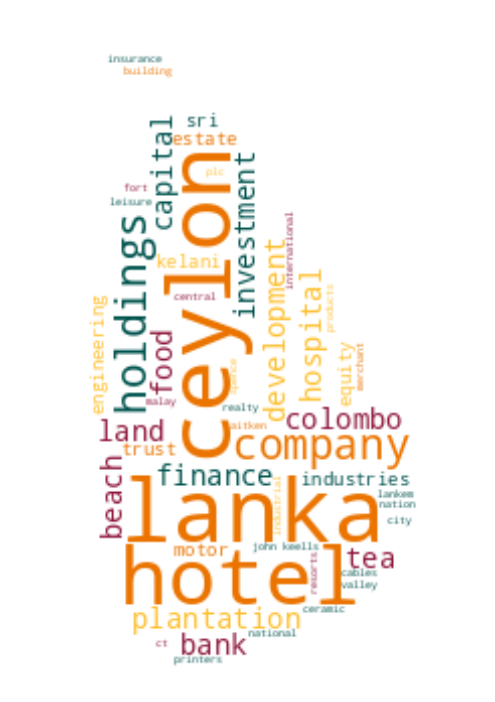 insurance
building
sri
capital
estate
plc
ceylon
investment
fort
leisure
holdings
international
kelani
development
hospital
central
products
engineering
food
equity
merchant
spence
malay
realty
colombo
land
aitken
trust
company
beach
finance
industries
lanka
industrial
lankem
nation
city
hotel
motor
john keells
tea
resorts
cables
valley
ceramic
plantation
national
ct
bank
printers